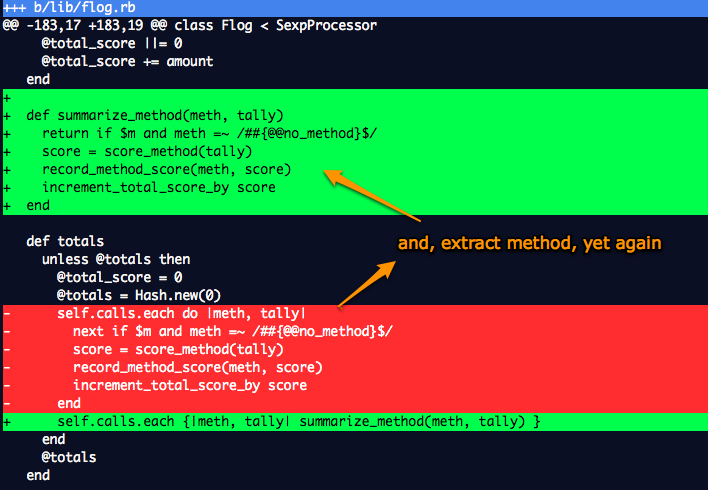 +++ b/lib/flog.rb
@@ -183,17 +183,19 @@ class Flog < SexpProcessor
     @total_score ||= 0
     @total_score += amount
   end
+
+  def summarize_method(meth, tally)
+    return if $m and meth =~ /##{@@no_method}$/
+    score = score_method(tally)
+    record_method_score(meth, score)
+    increment_total_score_by score
+  end
   def totals
and, extract method, yet again
     unless @totals then
       @total_score = 0
       @totals = Hash.new(0)
-      self.calls.each do |meth, tally|
-        next if $m and meth =~ /##{@@no_method}$/
-        score = score_method(tally)
-        record_method_score(meth, score)
-        increment_total_score_by score
-      end
+      self.calls.each {|meth, tally| summarize_method(meth, tally) }
     end
     @totals
   end